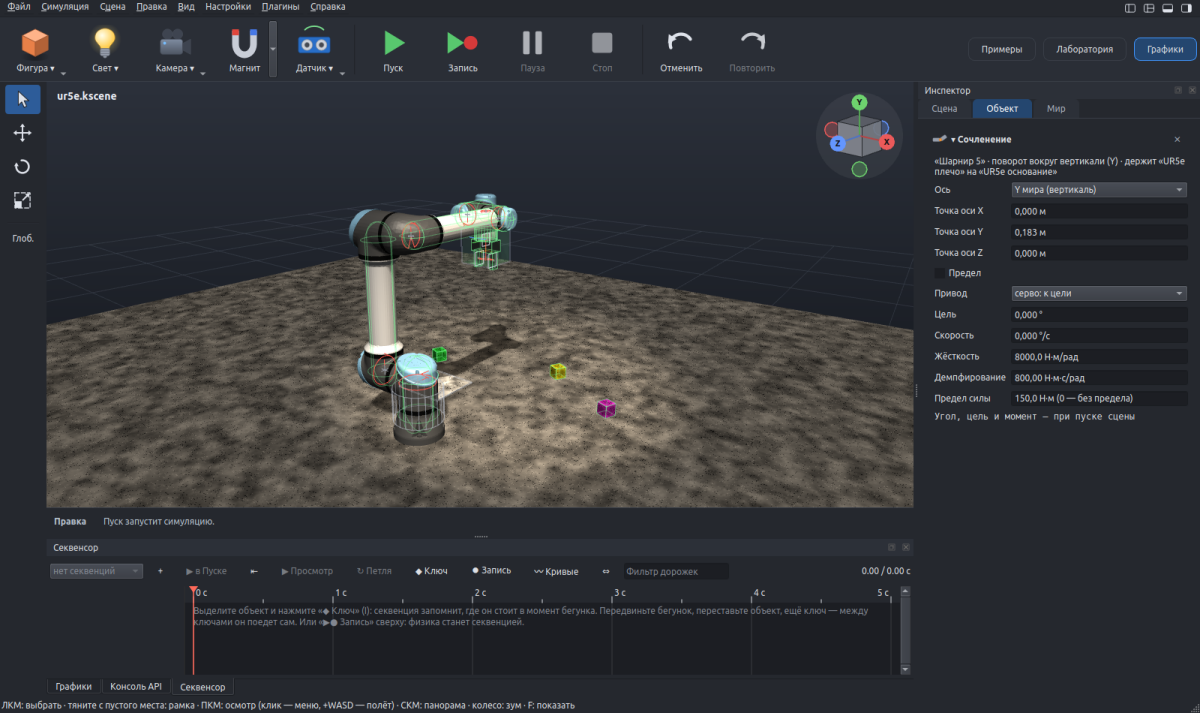 Файл Симуляция Сцена Правка Вид Настройки Плагины Справка
Фигура ▾ Свет ▾ Камера ▾ Магнит Датчик ▾ Пуск Запись Пауза Стоп Отменить Повторить Примеры Лаборатория Графики
ur5e.kscene
Y
Z
X
Глоб.
Инспектор
Сцена Объект Мир
▾ Сочленение
«Шарнир 5» · поворот вокруг вертикали (Y) · держит «UR5e
плечо» на «UR5e основание»
Ось Y мира (вертикаль)
Точка оси X 0,000 м
Точка оси Y 0,183 м
Точка оси Z 0,000 м
Предел
Привод серво: к цели
Цель 0,000 °
Скорость 0,000 °/с
Жёсткость 8000,0 Н·м/рад
Демпфирование 800,00 Н·м·с/рад
Предел силы 150,0 Н·м (0 — без предела)
Угол, цель и момент — при пуске сцены
Правка Пуск запустит симуляцию.
Секвенсор
нет секвенций + ▶ в Пуске ⇤ ▶ Просмотр ↻ Петля ◆ Ключ ● Запись Кривые ⇔ Фильтр дорожек 0.00 / 0.00 с
0 с 1 с 2 с 3 с 4 с 5 с
Выделите объект и нажмите «◆ Ключ» (I): секвенция запомнит, где он стоит в момент бегунка. Передвиньте бегунок, переставьте объект, ещё ключ — между
ключами он поедет сам. Или «▶● Запись» сверху: физика станет секвенцией.
Графики Консоль API Секвенсор
ЛКМ: выбрать · тяните с пустого места: рамка · ПКМ: осмотр (клик — меню, +WASD — полёт) · СКМ: панорама · колесо: зум · F: показать